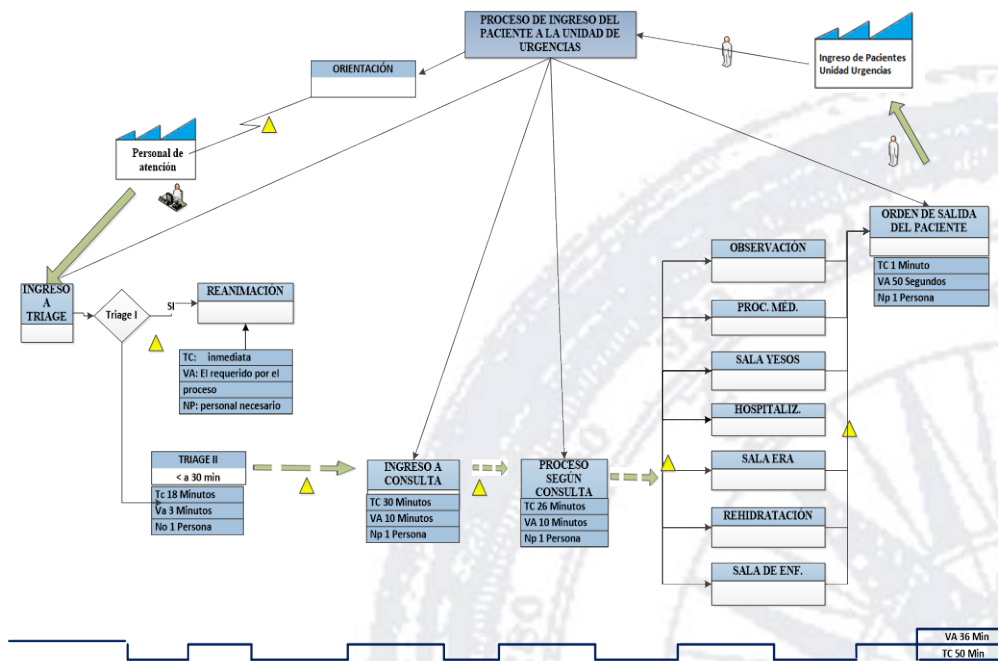 PROCESO DE INGRESO DEL
PACIENTE A LA UNIDAD DE
URGENCIAS
Ingreso de Pacientes
Unidad Urgencias
ORIENTACIÓN
Personal de
atención
ORDEN DE SALIDA
DEL PACIENTE
TC 1 Minuto
VA 50 Segundos
Np 1 Persona
INGRESO
A
TRIAGE
Triage I
SI
REANIMACIÓN
TC: inmediata
VA: El requerido por el
proceso
NP: personal necesario
TRIAGE II
< a 30 min
Tc 18 Minutos
Va 3 Minutos
No 1 Persona
INGRESO A
CONSULTA
TC 30 Minutos
VA 10 Minutos
Np 1 Persona
PROCESO
SEGÚN
CONSULTA
TC 26 Minutos
VA 10 Minutos
Np 1 Persona
OBSERVACIÓN
PROC. MÉD.
SALA YESOS
HOSPITALIZ.
SALA ERA
REHIDRATACIÓN
SALA DE ENF.
VA 36 Min
TC 50 Min